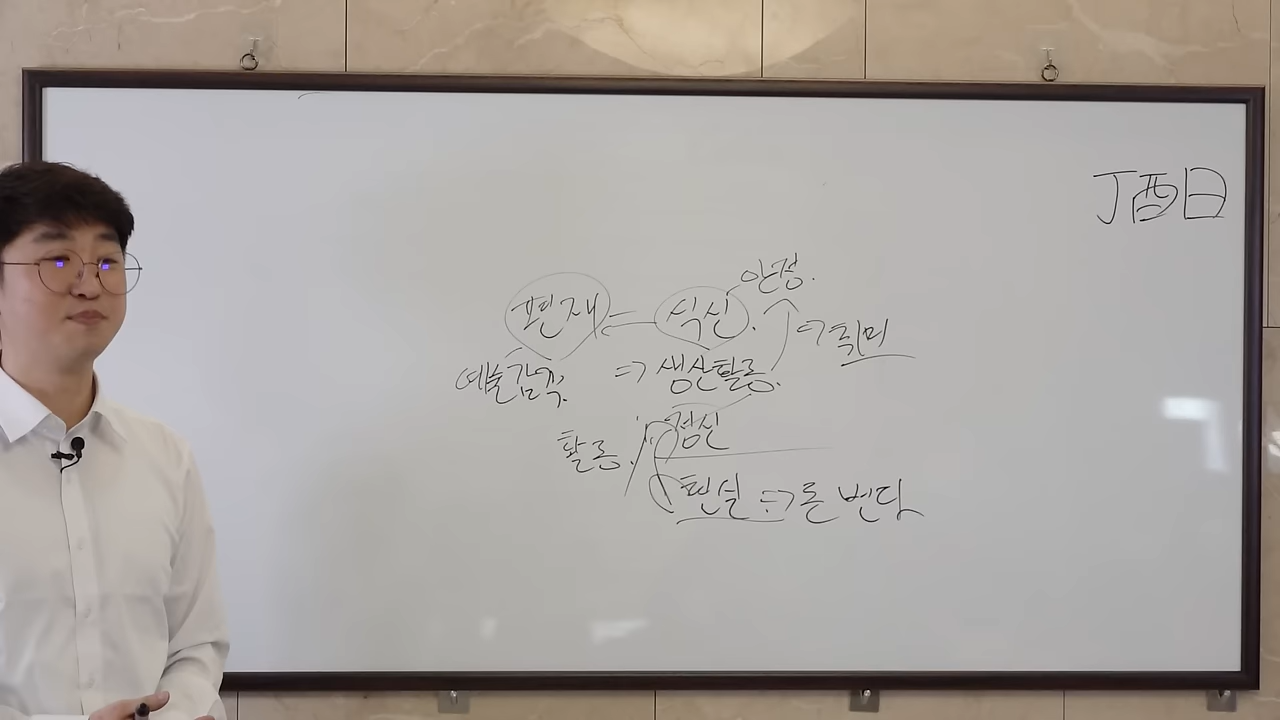 丁酉日
안정.
편재 식신.
⇒ 취미
예술감각. ⇒ 생산활동.
정신
활동.
현실 ⇒ 돈 번다